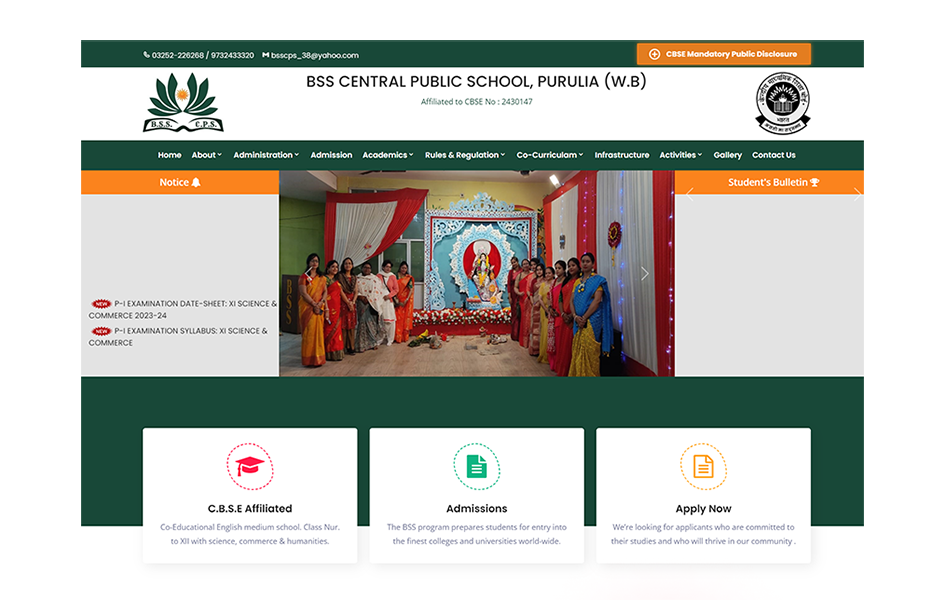 03252-226268 / 9732433320 bsscps_38@yahoo.com CBSE Mandatory Public Disclosure
B.S.S. C.P.S.
BSS CENTRAL PUBLIC SCHOOL, PURULIA (W.B)
Affiliated to CBSE No : 2430147
भारत
Home About Administration Admission Academics Rules & Regulation Co-Curriculam Infrastructure Activities Gallery Contact Us
Notice
Student's Bulletin
NEW P-I EXAMINATION DATE-SHEET: XI SCIENCE &
COMMERCE 2023-24
NEW P-I EXAMINATION SYLLABUS: XI SCIENCE &
COMMERCE
C.B.S.E Affiliated
Co-Educational English medium school. Class Nur.
to XII with science, commerce & humanities.
Admissions
The BSS program prepares students for entry into
the finest colleges and universities world-wide.
Apply Now
We're looking for applicants who are committed to
their studies and who will thrive in our community .